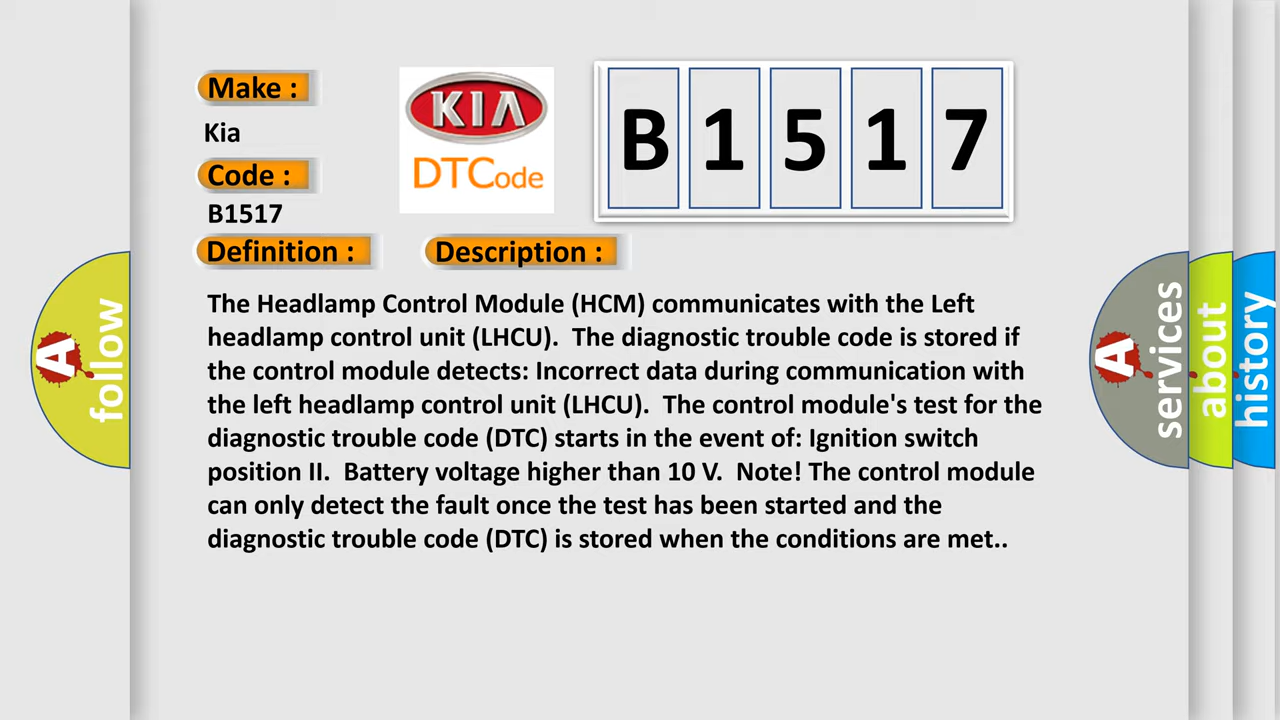 Make :
Kia
Code :
B1517
KIA
DTCode
B 1 5 1 7
Definition :
Description :
The Headlamp Control Module (HCM) communicates with the Left
headlamp control unit (LHCU). The diagnostic trouble code is stored if
the control module detects: Incorrect data during communication with
the left headlamp control unit (LHCU). The control module's test for the
diagnostic trouble code (DTC) starts in the event of: Ignition switch
position II. Battery voltage higher than 10 V. Note! The control module
can only detect the fault once the test has been started and the
diagnostic trouble code (DTC) is stored when the conditions are met..
A
follow
A
services
about
history